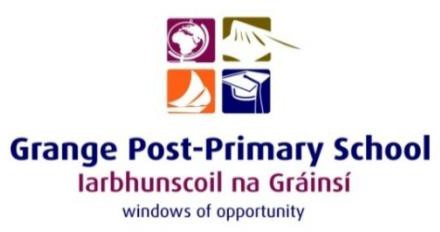 Grange Post-Primary School
Iarbhunscoil na Gráinsí
windows of opportunity